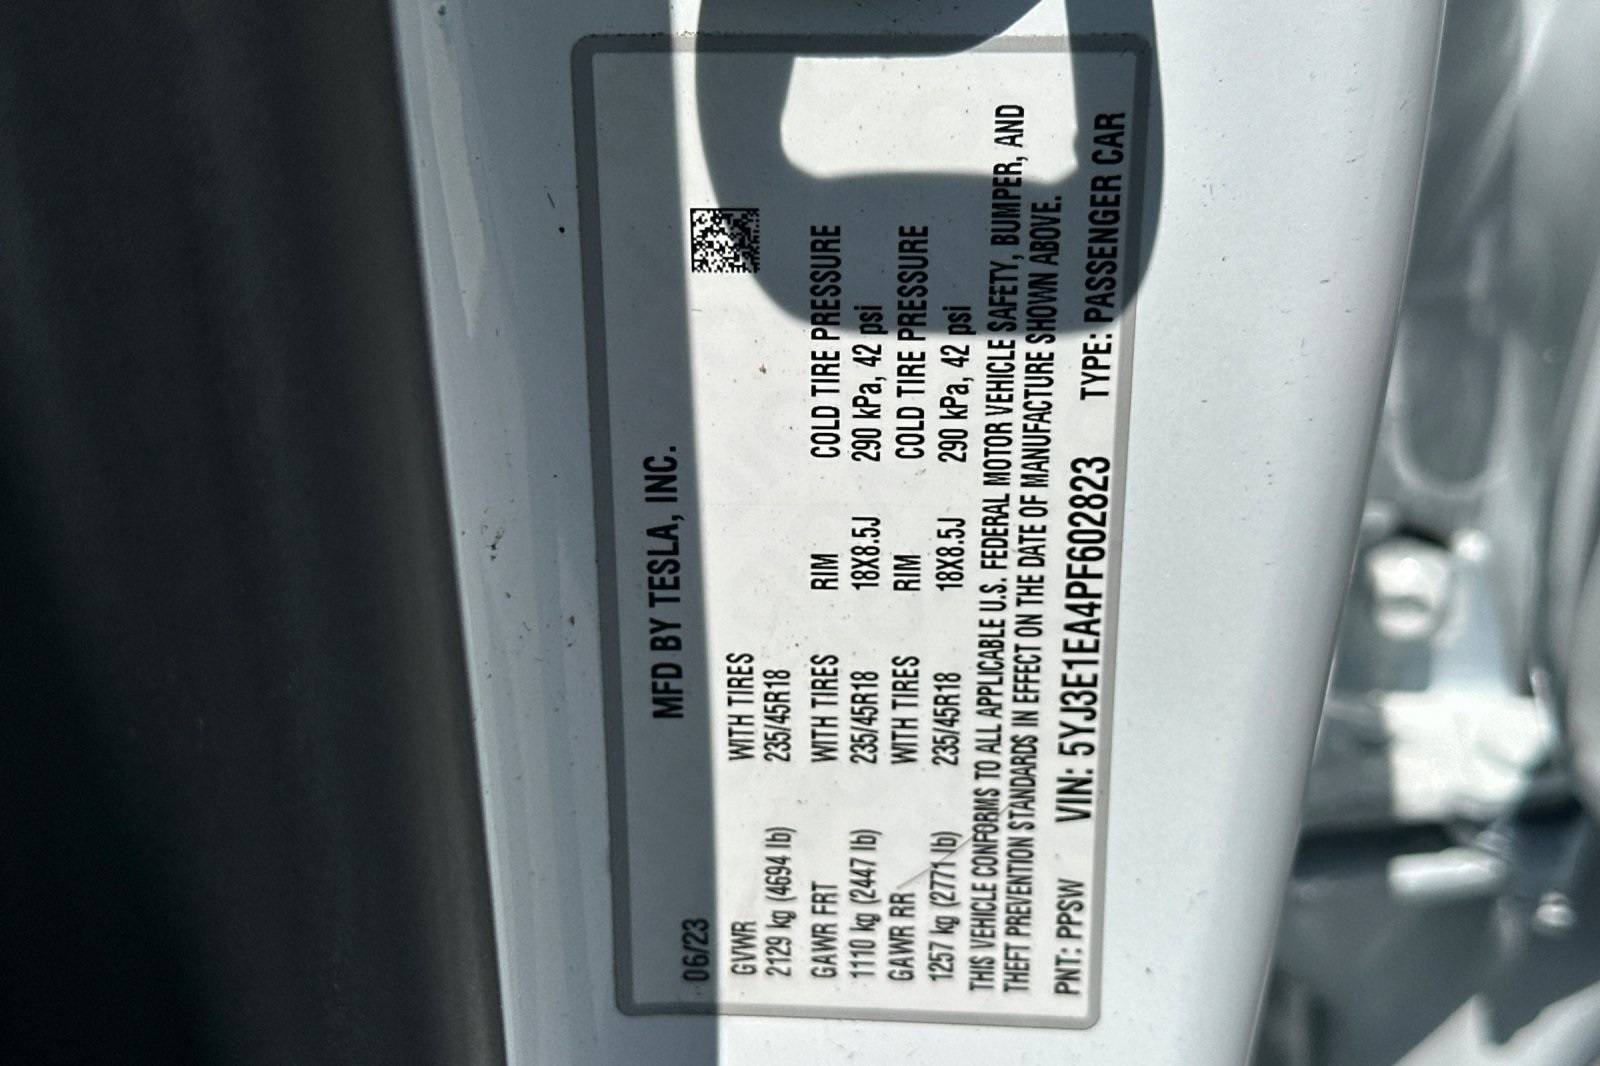 MFD BY TESLA, INC.
06/23
GVWR WITH TIRES
2129 kg (4694 lb) 235/45R18
GAWR FRT WITH TIRES RIM COLD TIRE PRESSURE
1110 kg (2447 lb) 235/45R18 18X8.5J 290 kPa, 42 psi
GAWR RR WITH TIRES RIM COLD TIRE PRESSURE
1257 kg (2771 lb) 235/45R18 18X8.5J 290 kPa, 42 psi
THIS VEHICLE CONFORMS TO ALL APPLICABLE U.S. FEDERAL MOTOR VEHICLE SAFETY, BUMPER, AND
THEFT PREVENTION STANDARDS IN EFFECT ON THE DATE OF MANUFACTURE SHOWN ABOVE.
PNT: PPSW VIN: 5YJ3E1EA4PF602823 TYPE: PASSENGER CAR